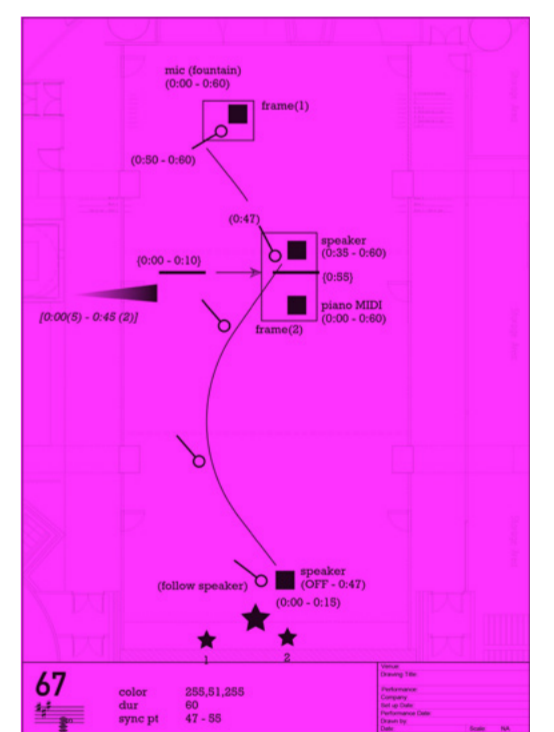 mic (fountain)
(0:00 - 0:60)
frame(1)
(0:50 - 0:60)
(0:47)
speaker
(0:35 - 0:60)
{0:00 - 0:10}
{0:55}
[0:00(5) - 0:45 (2)]
piano MIDI
(0:00 - 0:60)
frame(2)
speaker
(OFF - 0:47)
(follow speaker)
(0:00 - 0:15)
1
2
67
color 255,51,255
dur 60
sync pt 47 - 55
Venue:
Drawing Title:
Performance:
Company:
Set up Date:
Performance Date:
Drawn by:
Date:
Scale:
NA